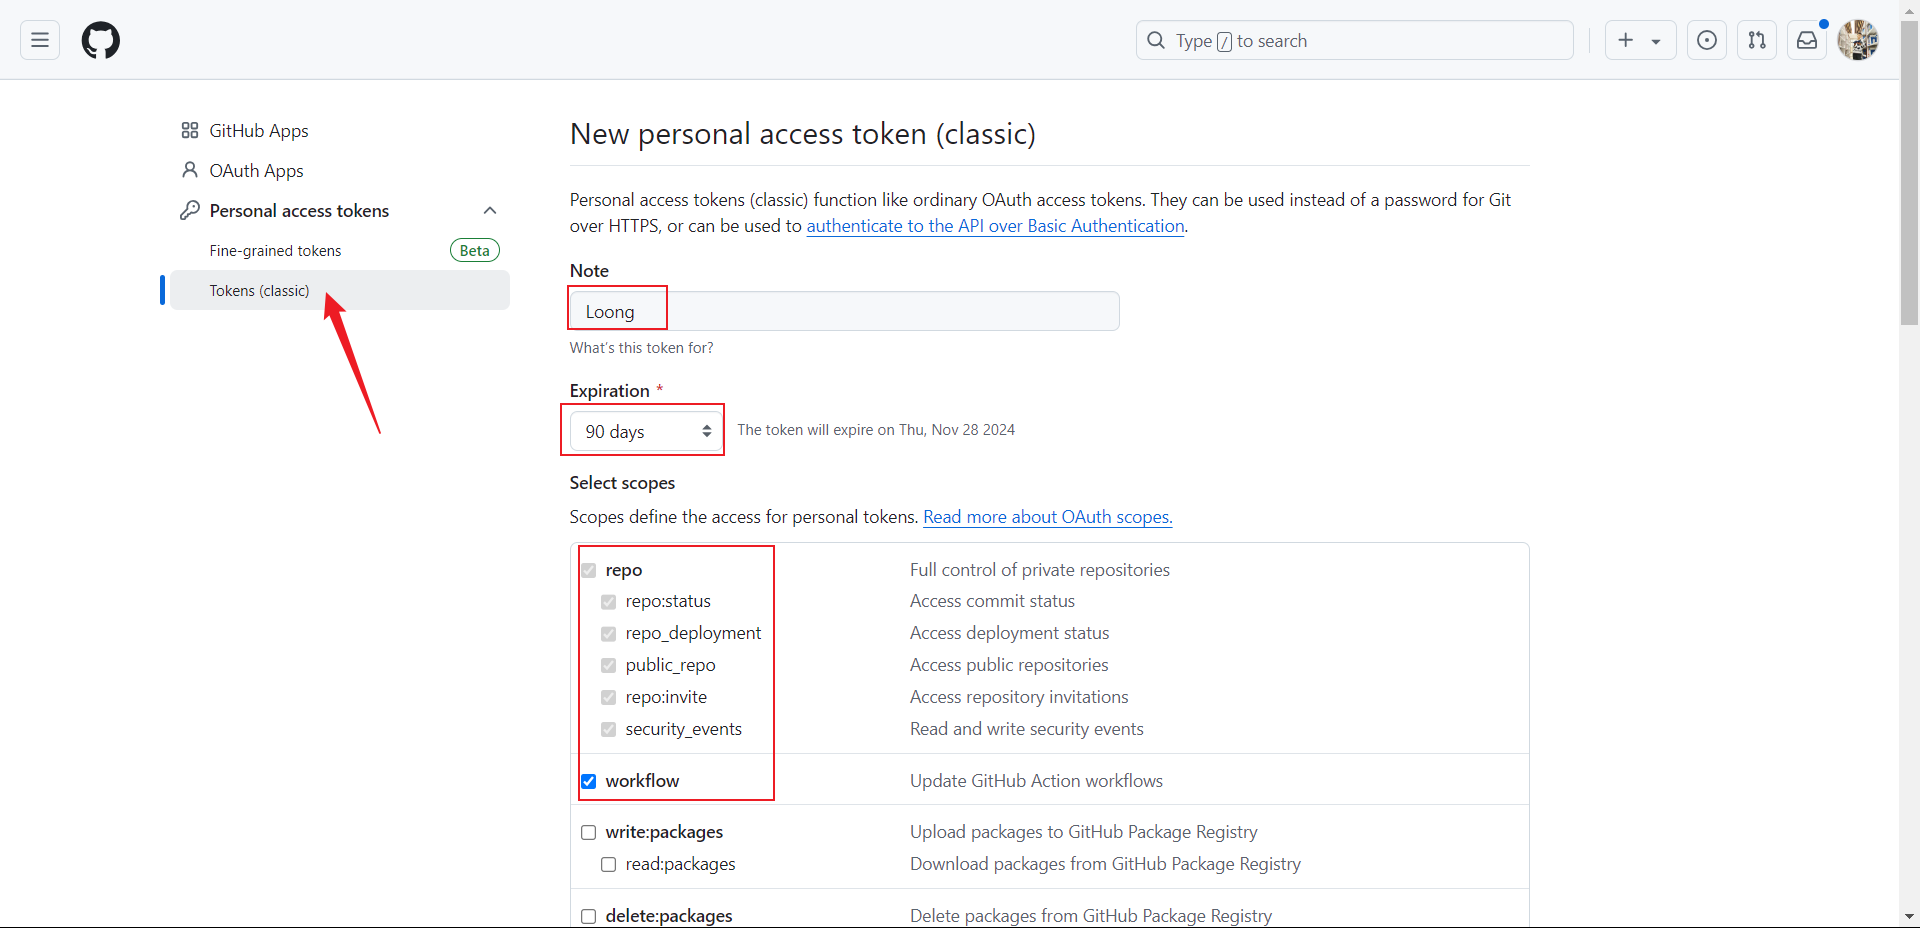 Type / to search
GitHub Apps
OAuth Apps
Personal access tokens
Fine-grained tokens Beta
Tokens (classic)
New personal access token (classic)
Personal access tokens (classic) function like ordinary OAuth access tokens. They can be used instead of a password for Git
over HTTPS, or can be used to authenticate to the API over Basic Authentication.
Note
Loong
What's this token for?
Expiration *
90 days The token will expire on Thu, Nov 28 2024
Select scopes
Scopes define the access for personal tokens. Read more about OAuth scopes.
repo Full control of private repositories
repo:status Access commit status
repo_deployment Access deployment status
public_repo Access public repositories
repo:invite Access repository invitations
security_events Read and write security events
workflow Update GitHub Action workflows
write:packages Upload packages to GitHub Package Registry
read:packages Download packages from GitHub Package Registry
delete:packages Delete packages from GitHub Package Registry